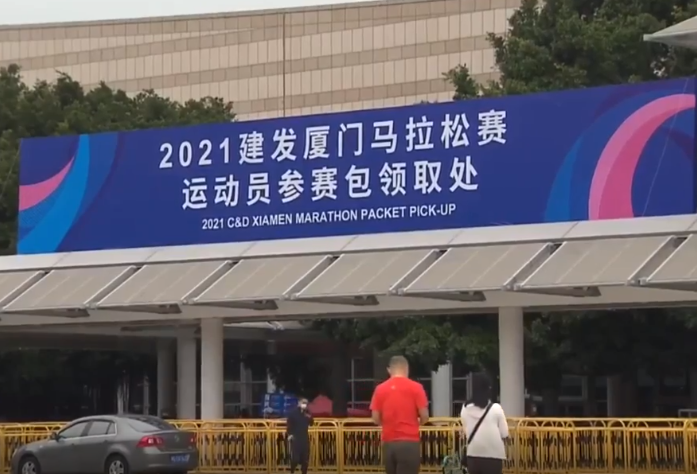 2021建发厦门马拉松赛
运动员参赛包领取处
2021 C&D XIAMEN MARATHON PACKET PICK-UP